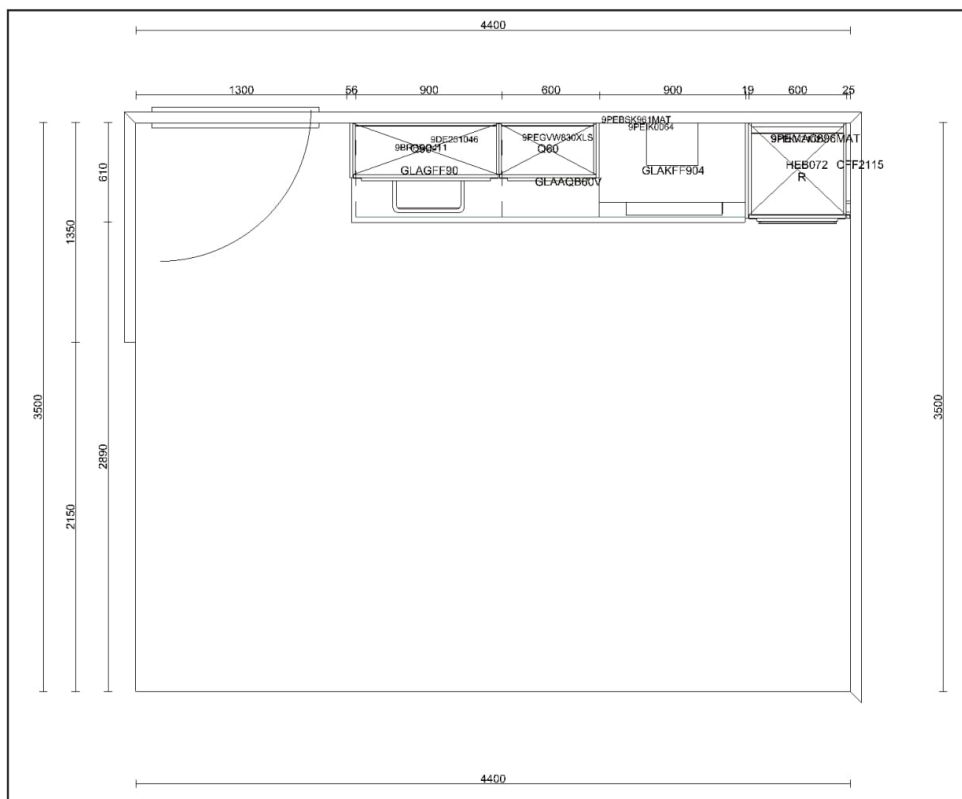 4400
1300
56
900
600
900
19
600
25
9PEBSK961MAT
9PEIK0064
9DE251046
9PEGVW830XLS
Q60
GLAGFF90
GLAAQB60V
GLAKFF904
HEB072
CFF2115
R
610
1350
3500
3500
2890
2150
4400